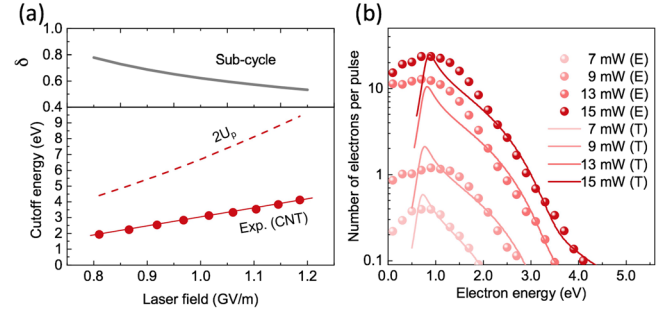 (a)
1.0
0.8
0.6
0.4
δ
Sub-cycle
9
8
7
6
5
4
3
2
1
0
Cutoff energy (eV)
2Up
Exp. (CNT)
0.8 0.9 1.0 1.1 1.2
Laser field (GV/m)
(b)
10
1
0.1
Number of electrons per pulse
7 mW (E)
9 mW (E)
13 mW (E)
15 mW (E)
7 mW (T)
9 mW (T)
13 mW (T)
15 mW (T)
0.0 1.0 2.0 3.0 4.0 5.0
Electron energy (eV)